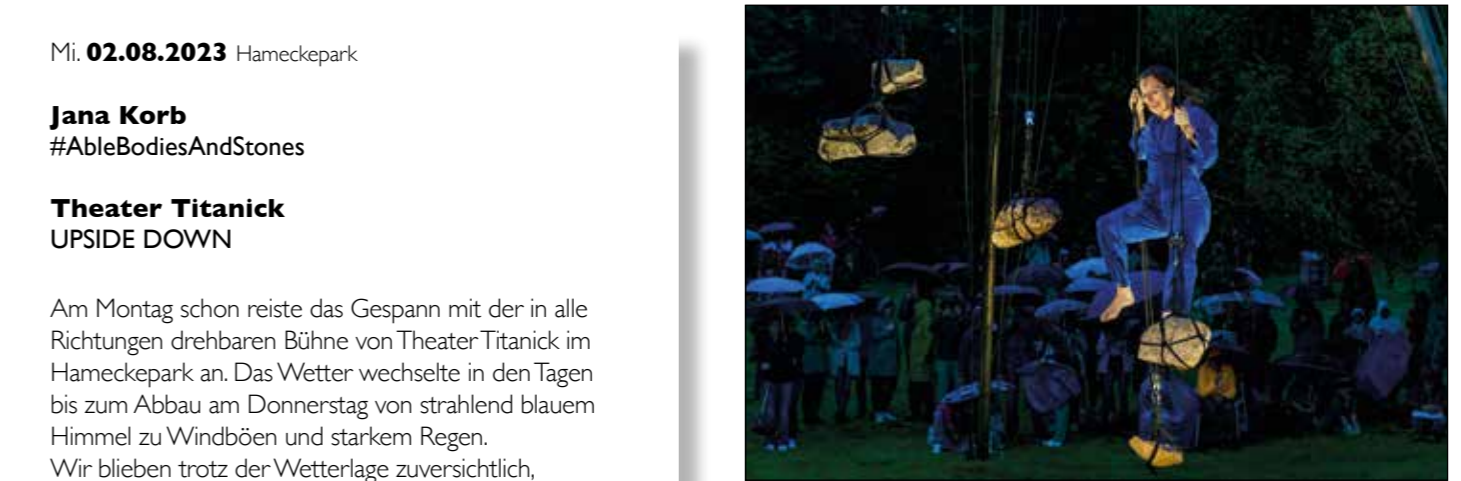 Mi. 02.08.2023 Hameckepark
Jana Korb
#AbleBodiesAndStones
Theater Titanick
UPSIDE DOWN
Am Montag schon reiste das Gespann mit der in alle
Richtungen drehbaren Bühne von Theater Titanick im
Hameckepark an. Das Wetter wechselte in den Tagen
bis zum Abbau am Donnerstag von strahlend blauem
Himmel zu Windböen und starkem Regen.
Wir blieben trotz der Wetterlage zuversichtlich,